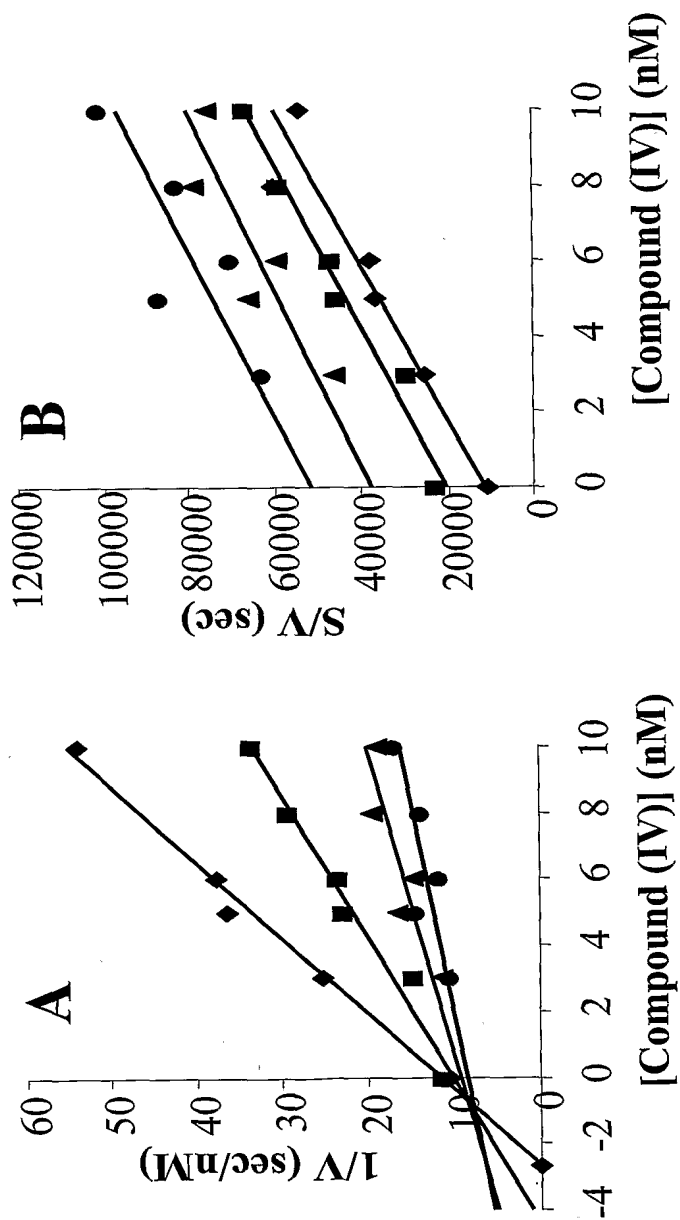 A
1/V (sec/nM)
60
50
40
30
20
10
0
-4 -2 0 2 4 6 8 10
[Compound (IV)] (nM)
B
S/V (sec)
120000
100000
80000
60000
40000
20000
0
0 2 4 6 8 10
[Compound (IV)] (nM)